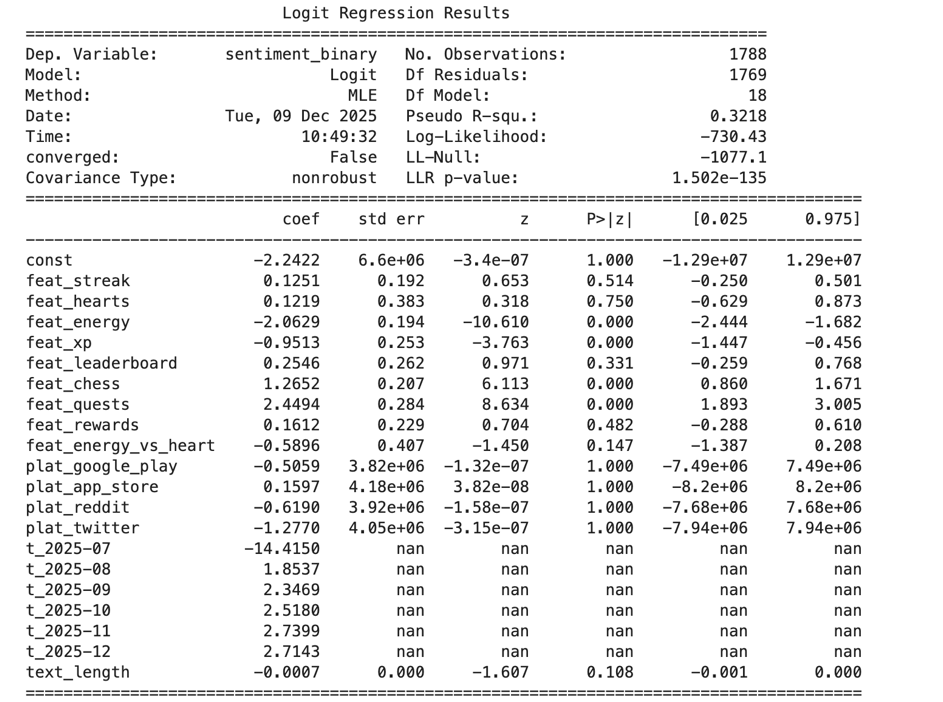 Logit Regression Results
==============================================================================
Dep. Variable: sentiment_binary No. Observations: 1788
Model: Logit Df Residuals: 1769
Method: MLE Df Model: 18
Date: Tue, 09 Dec 2025 Pseudo R-squ.: 0.3218
Time: 10:49:32 Log-Likelihood: -730.43
converged: False LL-Null: -1077.1
Covariance Type: nonrobust LLR p-value: 1.502e-135
==============================================================================
coef std err z P>|z| [0.025 0.975]
------------------------------------------------------------------------------
const -2.2422 6.6e+06 -3.4e-07 1.000 -1.29e+07 1.29e+07
feat_streak 0.1251 0.192 0.653 0.514 -0.250 0.501
feat_hearts 0.1219 0.383 0.318 0.750 -0.629 0.873
feat_energy -2.0629 0.194 -10.610 0.000 -2.444 -1.682
feat_xp -0.9513 0.253 -3.763 0.000 -1.447 -0.456
feat_leaderboard 0.2546 0.262 0.971 0.331 -0.259 0.768
feat_chess 1.2652 0.207 6.113 0.000 0.860 1.671
feat_quests 2.4494 0.284 8.634 0.000 1.893 3.005
feat_rewards 0.1612 0.229 0.704 0.482 -0.288 0.610
feat_energy_vs_heart -0.5896 0.407 -1.450 0.147 -1.387 0.208
plat_google_play -0.5059 3.82e+06 -1.32e-07 1.000 -7.49e+06 7.49e+06
plat_app_store 0.1597 4.18e+06 3.82e-08 1.000 -8.2e+06 8.2e+06
plat_reddit -0.6190 3.92e+06 -1.58e-07 1.000 -7.68e+06 7.68e+06
plat_twitter -1.2770 4.05e+06 -3.15e-07 1.000 -7.94e+06 7.94e+06
t_2025-07 -14.4150 nan nan nan nan nan
t_2025-08 1.8537 nan nan nan nan nan
t_2025-09 2.3469 nan nan nan nan nan
t_2025-10 2.5180 nan nan nan nan nan
t_2025-11 2.7399 nan nan nan nan nan
t_2025-12 2.7143 nan nan nan nan nan
text_length -0.0007 0.000 -1.607 0.108 -0.001 0.000
==============================================================================